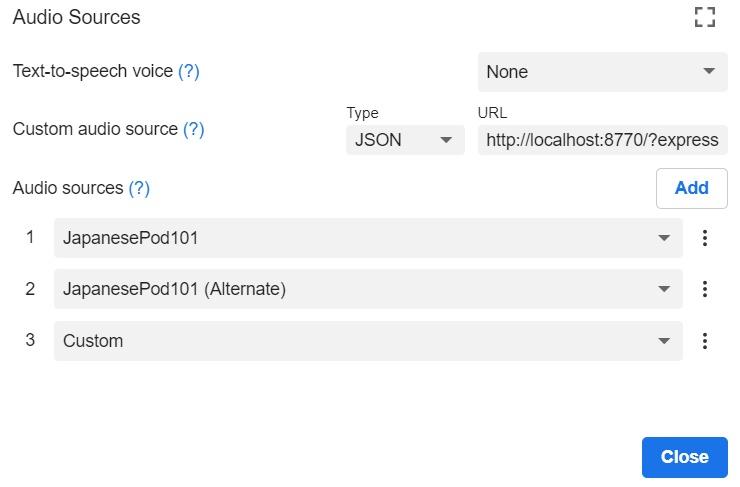 Audio Sources
Text-to-speech voice (?)
None
Type
URL
Custom audio source (?)
JSON
http://localhost:8770/?express
Audio sources (?)
Add
1 JapanesePod101
2 JapanesePod101 (Alternate)
3 Custom
Close